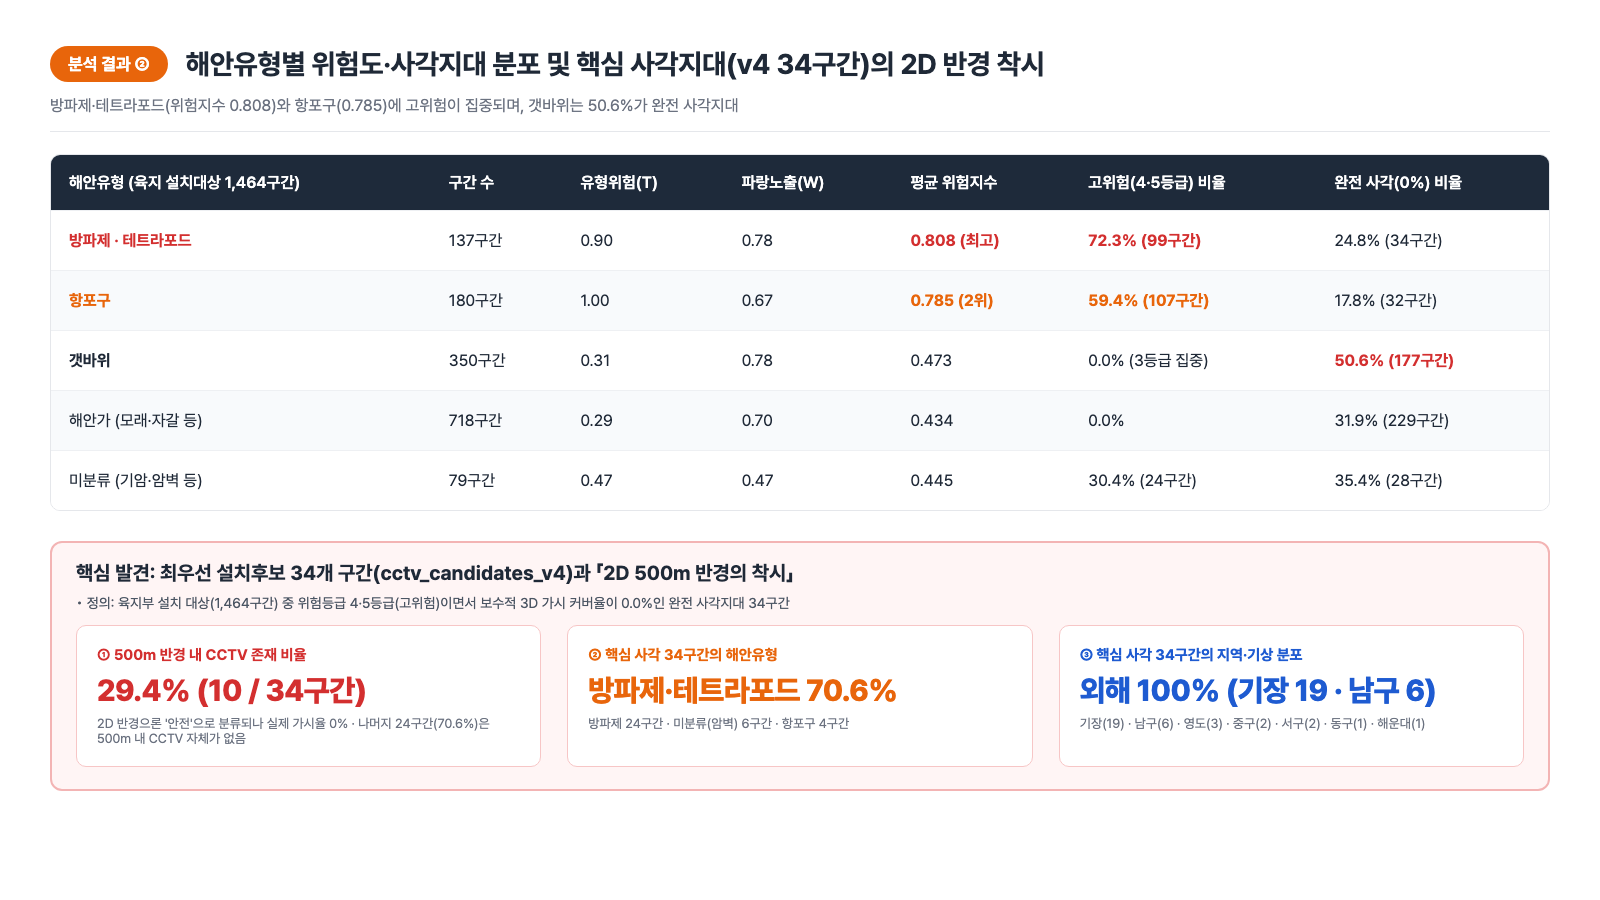 분석 결과 ② 해안유형별 위험도·사각지대 분포 및 핵심 사각지대(v4 34구간)의 2D 반경 착시
방파제·테트라포드(위험지수 0.808)와 항포구(0.785)에 고위험이 집중되며, 갯바위는 50.6%가 완전 사각지대
해안유형 (육지 설치대상 1,464구간) 구간 수 유형위험(T) 파랑노출(W) 평균 위험지수 고위험(4·5등급) 비율 완전 사각(0%) 비율
방파제 · 테트라포드 137구간 0.90 0.78 0.808 (최고) 72.3% (99구간) 24.8% (34구간)
항포구 180구간 1.00 0.67 0.785 (2위) 59.4% (107구간) 17.8% (32구간)
갯바위 350구간 0.31 0.78 0.473 0.0% (3등급 집중) 50.6% (177구간)
해안가 (모래·자갈 등) 718구간 0.29 0.70 0.434 0.0% 31.9% (229구간)
미분류 (기암·암벽 등) 79구간 0.47 0.47 0.445 30.4% (24구간) 35.4% (28구간)
핵심 발견: 최우선 설치후보 34개 구간(cctv_candidates_v4)과 「2D 500m 반경의 착시」
• 정의: 육지부 설치 대상(1,464구간) 중 위험등급 4·5등급(고위험)이면서 보수적 3D 가시 커버율이 0.0%인 완전 사각지대 34구간
① 500m 반경 내 CCTV 존재 비율
29.4% (10 / 34구간)
2D 반경으론 '안전'으로 분류되나 실제 가시율 0% · 나머지 24구간(70.6%)은
500m 내 CCTV 자체가 없음
② 핵심 사각 34구간의 해안유형
방파제·테트라포드 70.6%
방파제 24구간 · 미분류(암벽) 6구간 · 항포구 4구간
③ 핵심 사각 34구간의 지역·기상 분포
외해 100% (기장 19 · 남구 6)
기장(19) · 남구(6) · 영도(3) · 중구(2) · 서구(2) · 동구(1) · 해운대(1)